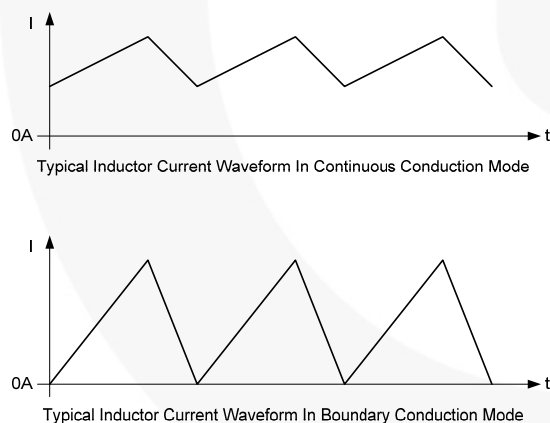 I
0A
t
Typical Inductor Current Waveform In Continuous Conduction Mode
I
0A
t
Typical Inductor Current Waveform In Boundary Conduction Mode